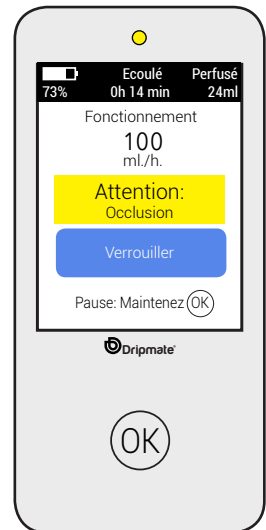 Ecoulé Perfusé
73% 0h 14 min 24ml
Fonctionnement
100
ml./h.
Attention:
Occlusion
Verrouiller
Pause: Maintenez OK
Dripmate
OK